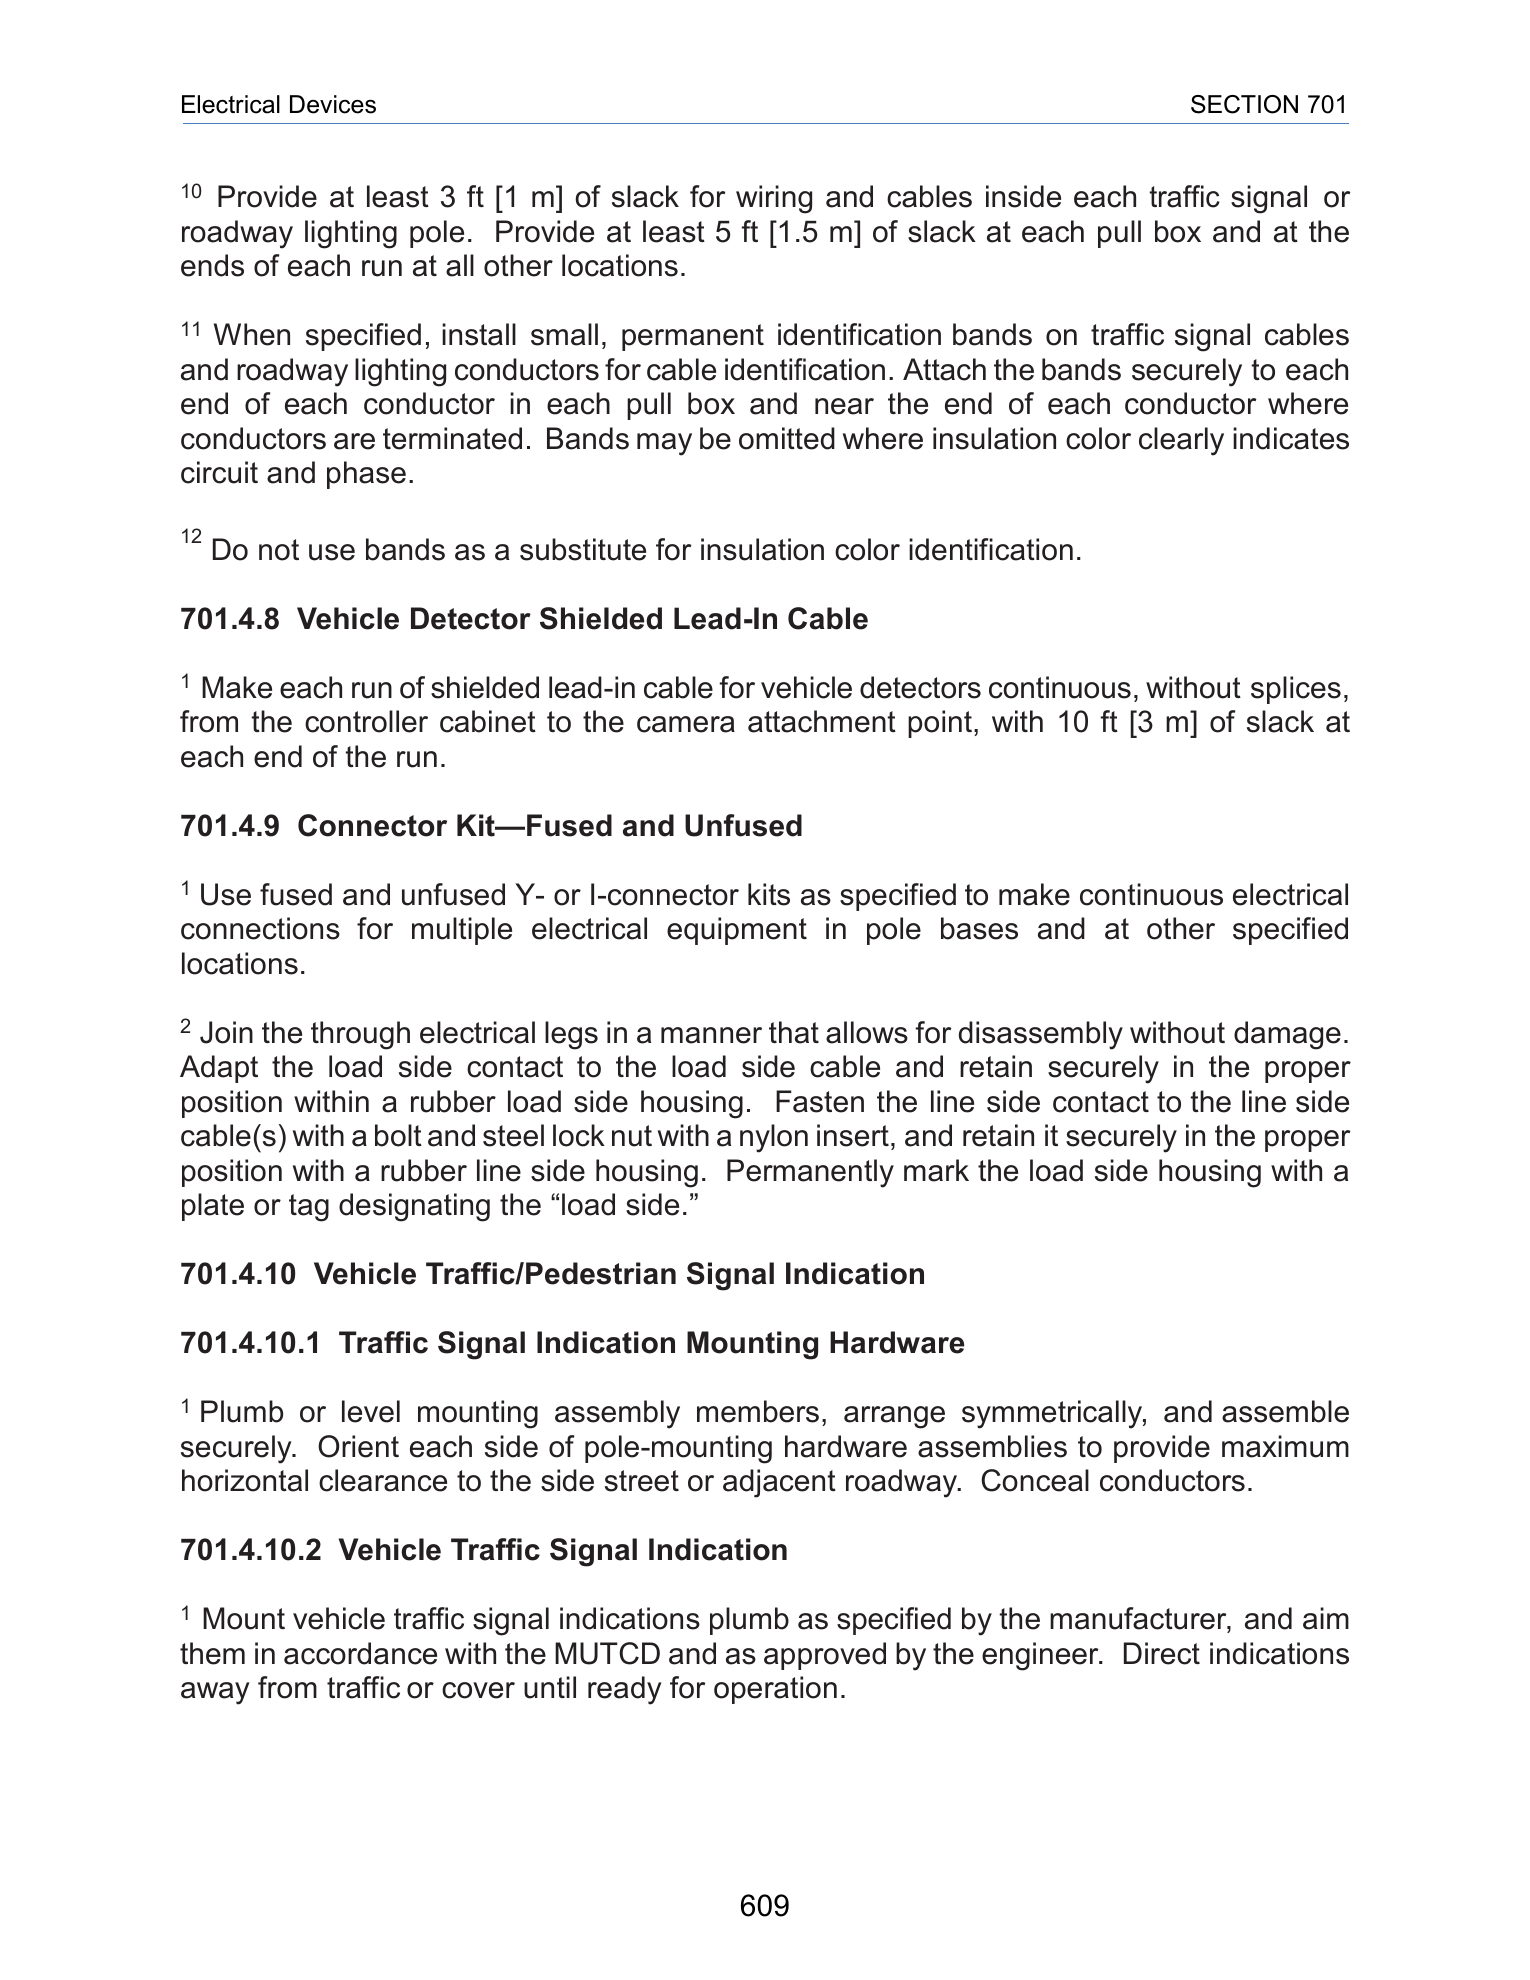 Electrical Devices SECTION 701
10 Provide at least 3 ft [1 m] of slack for wiring and cables inside each traffic signal or
roadway lighting pole. Provide at least 5 ft [1.5 m] of slack at each pull box and at the
ends of each run at all other locations.
11 When specified, install small, permanent identification bands on traffic signal cables
and roadway lighting conductors for cable identification. Attach the bands securely to each
end of each conductor in each pull box and near the end of each conductor where
conductors are terminated. Bands may be omitted where insulation color clearly indicates
circuit and phase.
12 Do not use bands as a substitute for insulation color identification.
701.4.8 Vehicle Detector Shielded Lead-In Cable
1 Make each run of shielded lead-in cable for vehicle detectors continuous, without splices,
from the controller cabinet to the camera attachment point, with 10 ft [3 m] of slack at
each end of the run.
701.4.9 Connector Kit—Fused and Unfused
1 Use fused and unfused Y- or I-connector kits as specified to make continuous electrical
connections for multiple electrical equipment in pole bases and at other specified
locations.
2 Join the through electrical legs in a manner that allows for disassembly without damage.
Adapt the load side contact to the load side cable and retain securely in the proper
position within a rubber load side housing. Fasten the line side contact to the line side
cable(s) with a bolt and steel lock nut with a nylon insert, and retain it securely in the proper
position with a rubber line side housing. Permanently mark the load side housing with a
plate or tag designating the “load side.”
701.4.10 Vehicle Traffic/Pedestrian Signal Indication
701.4.10.1 Traffic Signal Indication Mounting Hardware
1 Plumb or level mounting assembly members, arrange symmetrically, and assemble
securely. Orient each side of pole-mounting hardware assemblies to provide maximum
horizontal clearance to the side street or adjacent roadway. Conceal conductors.
701.4.10.2 Vehicle Traffic Signal Indication
1 Mount vehicle traffic signal indications plumb as specified by the manufacturer, and aim
them in accordance with the MUTCD and as approved by the engineer. Direct indications
away from traffic or cover until ready for operation.
609